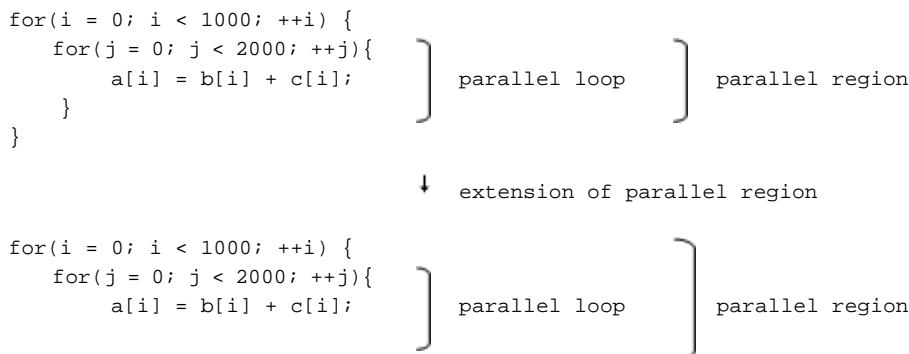 for(i = 0; i < 1000; ++i) {
for(j = 0; j < 2000; ++j){
a[i] = b[i] + c[i]; parallel loop parallel region
}
}
extension of parallel region
for(i = 0; i < 1000; ++i) {
for(j = 0; j < 2000; ++j){
a[i] = b[i] + c[i]; parallel loop parallel region